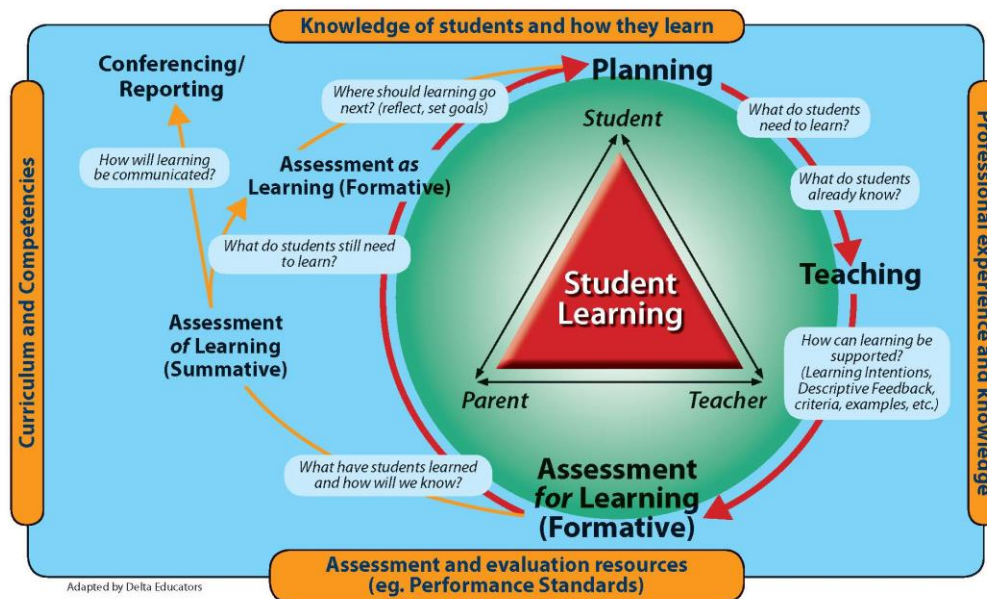 Knowledge of students and how they learn
Conferencing/
Reporting
Where should learning go
next? (reflect, set goals)
Planning
What do students
need to learn?
Student
How will learning
be communicated?
Assessment as
Learning (Formative)
What do students
already know?
What do students still need
to learn?
Teaching
Student
Learning
Assessment
of Learning
(Summative)
How can learning be
supported?
(Learning Intentions,
Descriptive Feedback,
criteria, examples, etc.)
Parent
Teacher
What have students learned
and how will we know?
Assessment
for Learning
(Formative)
Curriculum and Competencies
Professional experience and knowledge
Assessment and evaluation resources
(eg. Performance Standards)
Adapted by Delta Educators